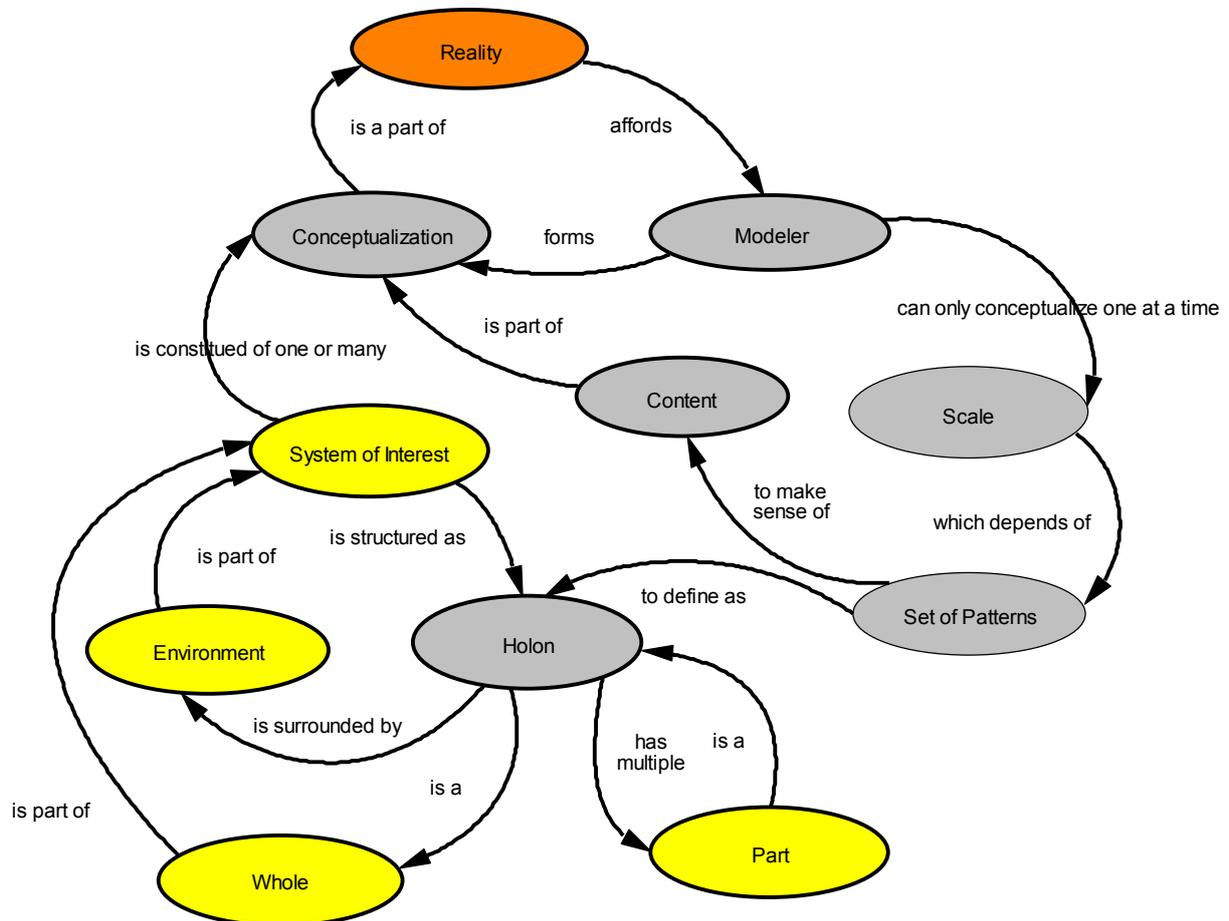 Reality
is a part of
affords
Conceptualization
forms
Modeler
can only conceptualize one at a time
is part of
is constitued of one or many
Content
Scale
System of Interest
to make
sense of
which depends of
is structured as
is part of
to define as
Set of Patterns
Environment
Holon
is surrounded by
has
multiple
is a
is a
is part of
Part
Whole